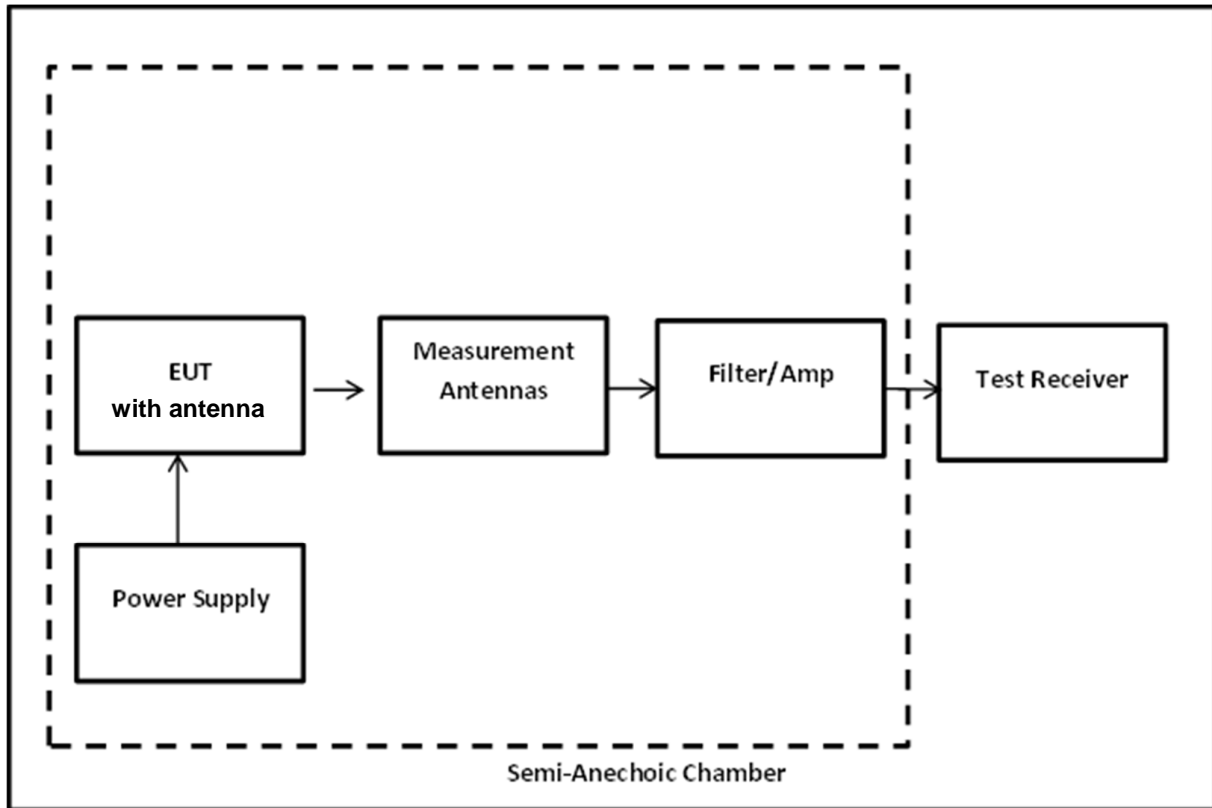 EUT
with antenna
Measurement
Antennas
Filter/Amp
Test Receiver
Power Supply
Semi-Anechoic Chamber